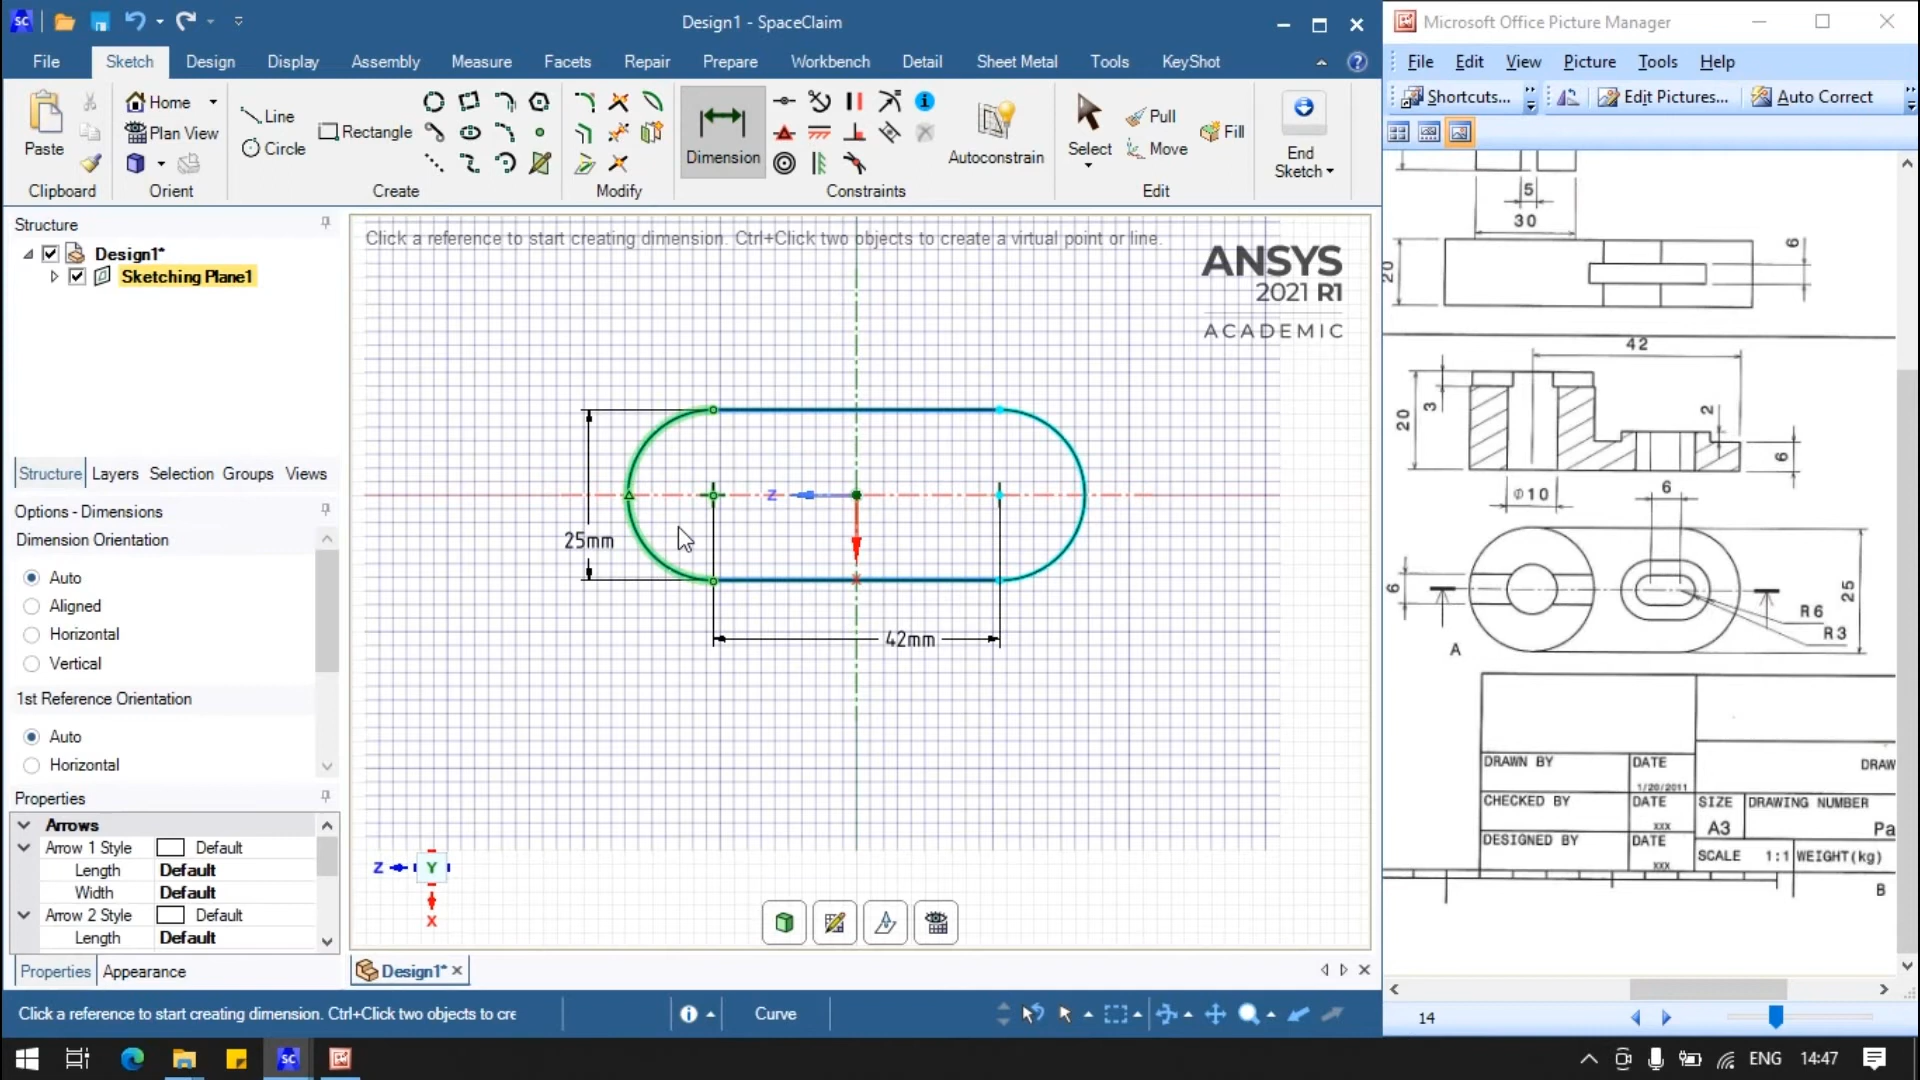 Design1 - SpaceClaim
File
Sketch
Design
Display
Assembly
Measure
Facets
Repair
Prepare
Workbench
Detail
Sheet Metal
Tools
KeyShot
Paste
Home
Plan View
Line
Circle
Rectangle
Dimension
Autoconstrain
Select
Pull
Move
Fill
End
Sketch
Clipboard
Orient
Create
Modify
Constraints
Edit
Structure
Design1*
Sketching Plane1
Structure
Layers
Selection
Groups
Views
Options - Dimensions
Dimension Orientation
Auto
Aligned
Horizontal
Vertical
1st Reference Orientation
Auto
Horizontal
Properties
Arrows
Arrow 1 Style
Default
Length
Default
Width
Default
Arrow 2 Style
Default
Length
Default
Properties
Appearance
Click a reference to start creating dimension. Ctrl+Click two objects to create a virtual point or line.
ANSYS
2021 R1
ACADEMIC
Z
X
25mm
42mm
Z
Y
X
Design1*
Click a reference to start creating dimension. Ctrl+Click two objects to cre
Curve
SC
SC
ENG
14:47
Microsoft Office Picture Manager
File
Edit
View
Picture
Tools
Help
Shortcuts...
Edit Pictures...
Auto Correct
5
30
20
6
42
20
3
2
6
Φ10
6
6
25
R6
R3
A
DRAWN BY
DATE
1/20/2011
DRAW
CHECKED BY
DATE
xxx
SIZE
A3
DRAWING NUMBER
Pa
DESIGNED BY
DATE
xxx
SCALE
1:1
WEIGHT(kg)
B
14